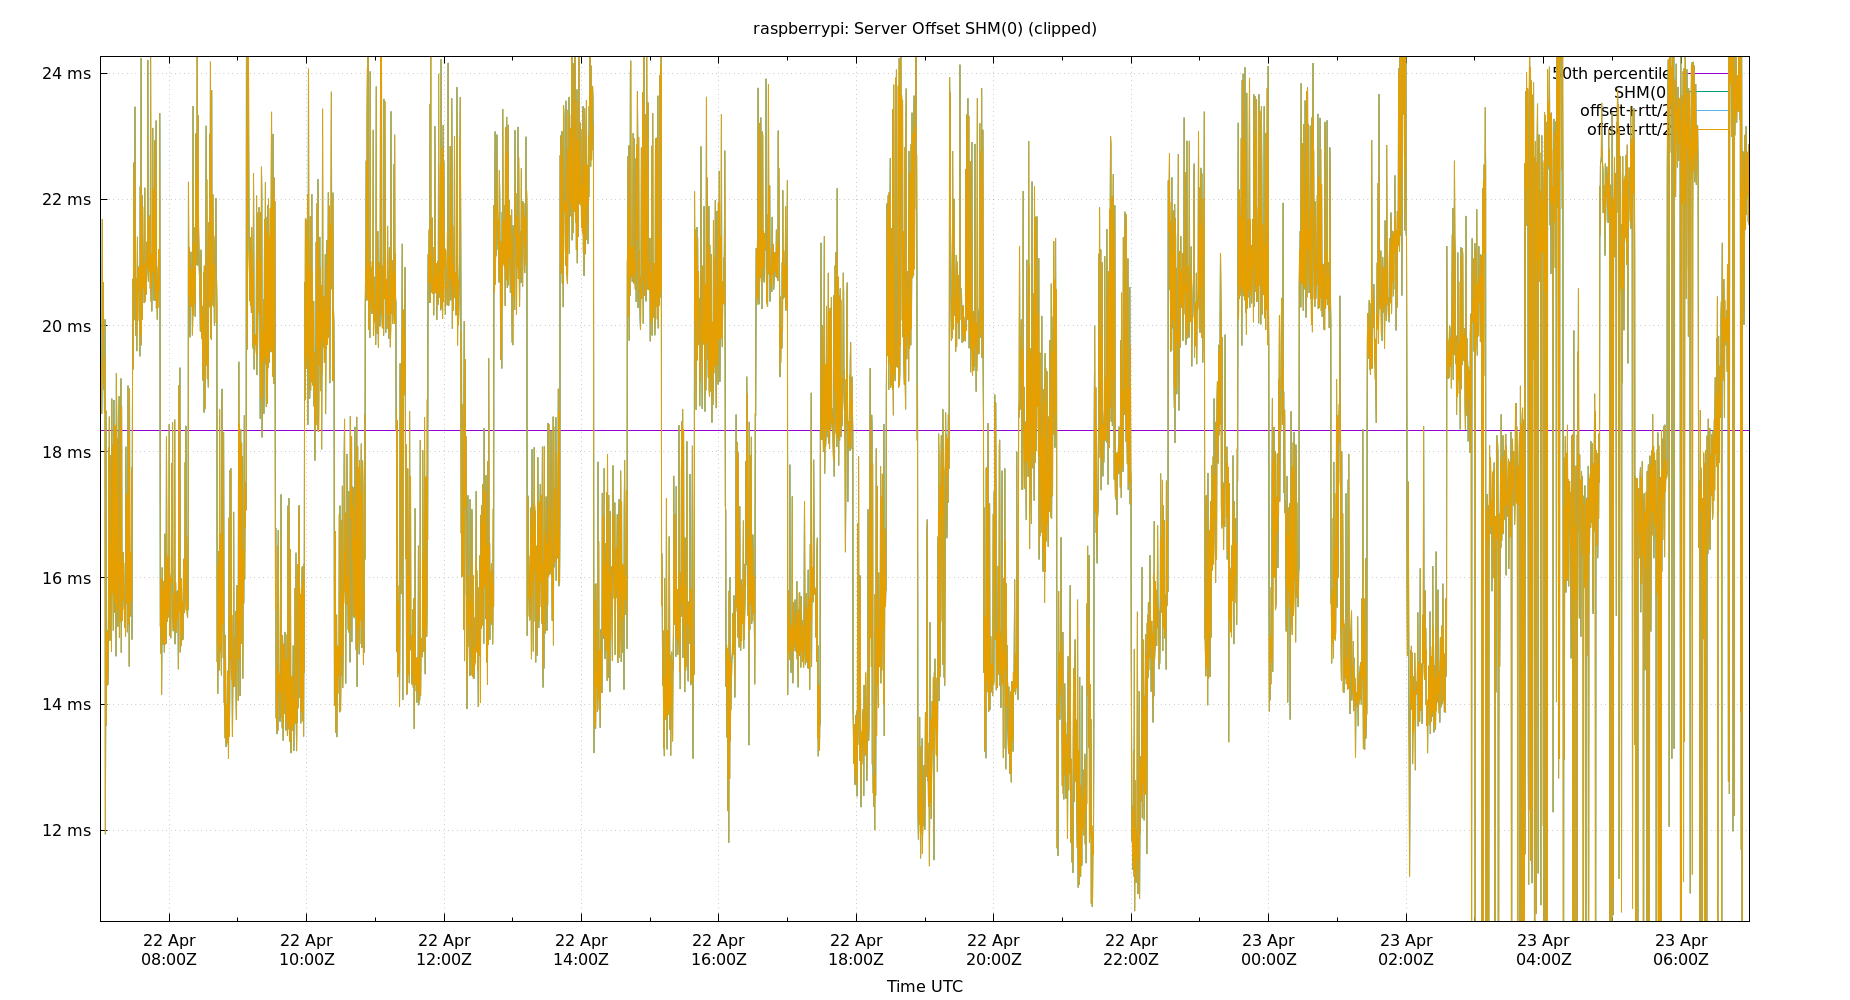 raspberrypi: Server Offset SHM(0) (clipped)
24 ms
22 ms
20 ms
18 ms
16 ms
14 ms
12 ms
50th percentile
SHM(0)
offset+rtt/2
offset-rtt/2
22 Apr 22 Apr 22 Apr 22 Apr 22 Apr 22 Apr 22 Apr 22 Apr 23 Apr 23 Apr 23 Apr 23 Apr
08:00Z 10:00Z 12:00Z 14:00Z 16:00Z 18:00Z 20:00Z 22:00Z 00:00Z 02:00Z 04:00Z 06:00Z
Time UTC